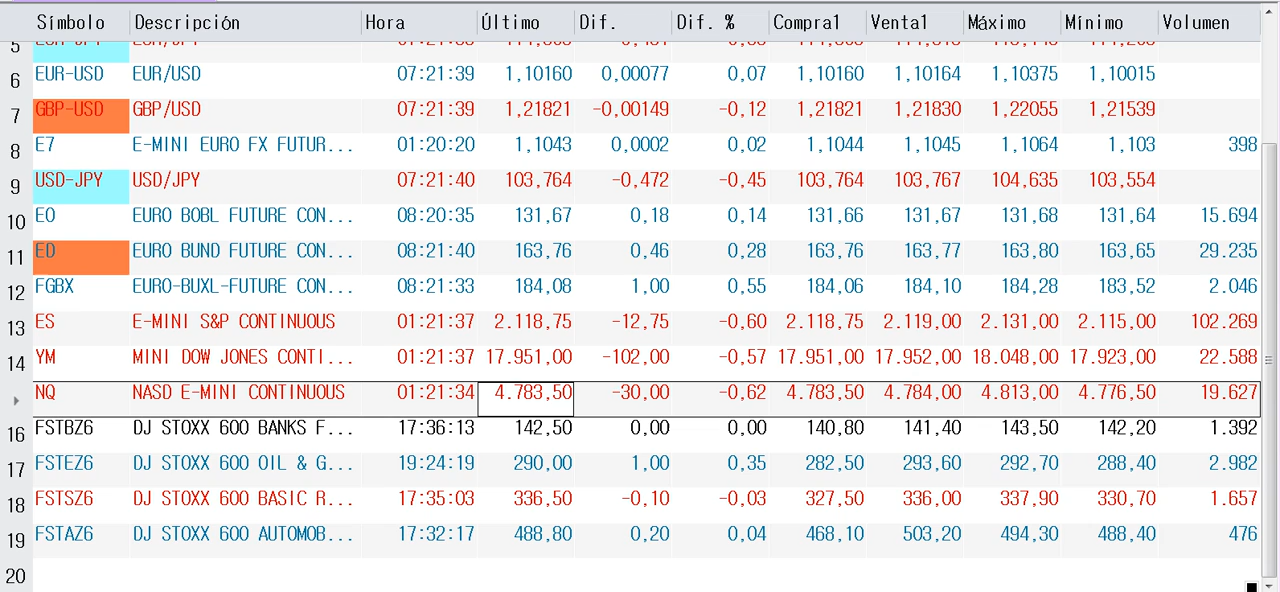 Símbolo Descripción Hora Último Dif. Dif. % Compra1 Venta1 Máximo Mínimo Volumen
5
6 EUR-USD EUR/USD 07:21:39 1,10160 0,00077 0,07 1,10160 1,10164 1,10375 1,10015
7 GBP-USD GBP/USD 07:21:39 1,21821 -0,00149 -0,12 1,21821 1,21830 1,22055 1,21539
8 E7 E-MINI EURO FX FUTUR... 01:20:20 1,1043 0,0002 0,02 1,1044 1,1045 1,1064 1,103 398
9 USD-JPY USD/JPY 07:21:40 103,764 -0,472 -0,45 103,764 103,767 104,635 103,554
10 EO EURO BOBL FUTURE CON... 08:20:35 131,67 0,18 0,14 131,66 131,67 131,68 131,64 15.694
11 ED EURO BUND FUTURE CON... 08:21:40 163,76 0,46 0,28 163,76 163,77 163,80 163,65 29.235
12 FGBX EURO-BUXL-FUTURE CON... 08:21:33 184,08 1,00 0,55 184,06 184,10 184,28 183,52 2.046
13 ES E-MINI S&P CONTINUOUS 01:21:37 2.118,75 -12,75 -0,60 2.118,75 2.119,00 2.131,00 2.115,00 102.269
14 YM MINI DOW JONES CONTI... 01:21:37 17.951,00 -102,00 -0,57 17.951,00 17.952,00 18.048,00 17.923,00 22.588
NQ NASD E-MINI CONTINUOUS 01:21:34 4.783,50 -30,00 -0,62 4.783,50 4.784,00 4.813,00 4.776,50 19.627
16 FSTBZ6 DJ STOXX 600 BANKS F... 17:36:13 142,50 0,00 0,00 140,80 141,40 143,50 142,20 1.392
17 FSTEZ6 DJ STOXX 600 OIL & G... 19:24:19 290,00 1,00 0,35 282,50 293,60 292,70 288,40 2.982
18 FSTSZ6 DJ STOXX 600 BASIC R... 17:35:03 336,50 -0,10 -0,03 327,50 336,00 337,90 330,70 1.657
19 FSTAZ6 DJ STOXX 600 AUTOMOB... 17:32:17 488,80 0,20 0,04 468,10 503,20 494,30 488,40 476
20